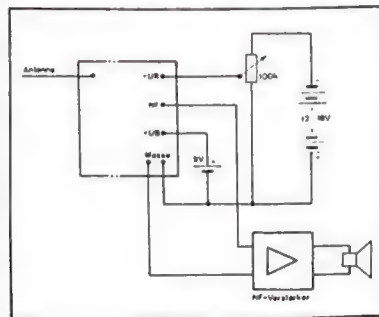 Antenne
+UR
NF
+UB
Masse
100k
9V
+
12...18V
NF-Verstärker